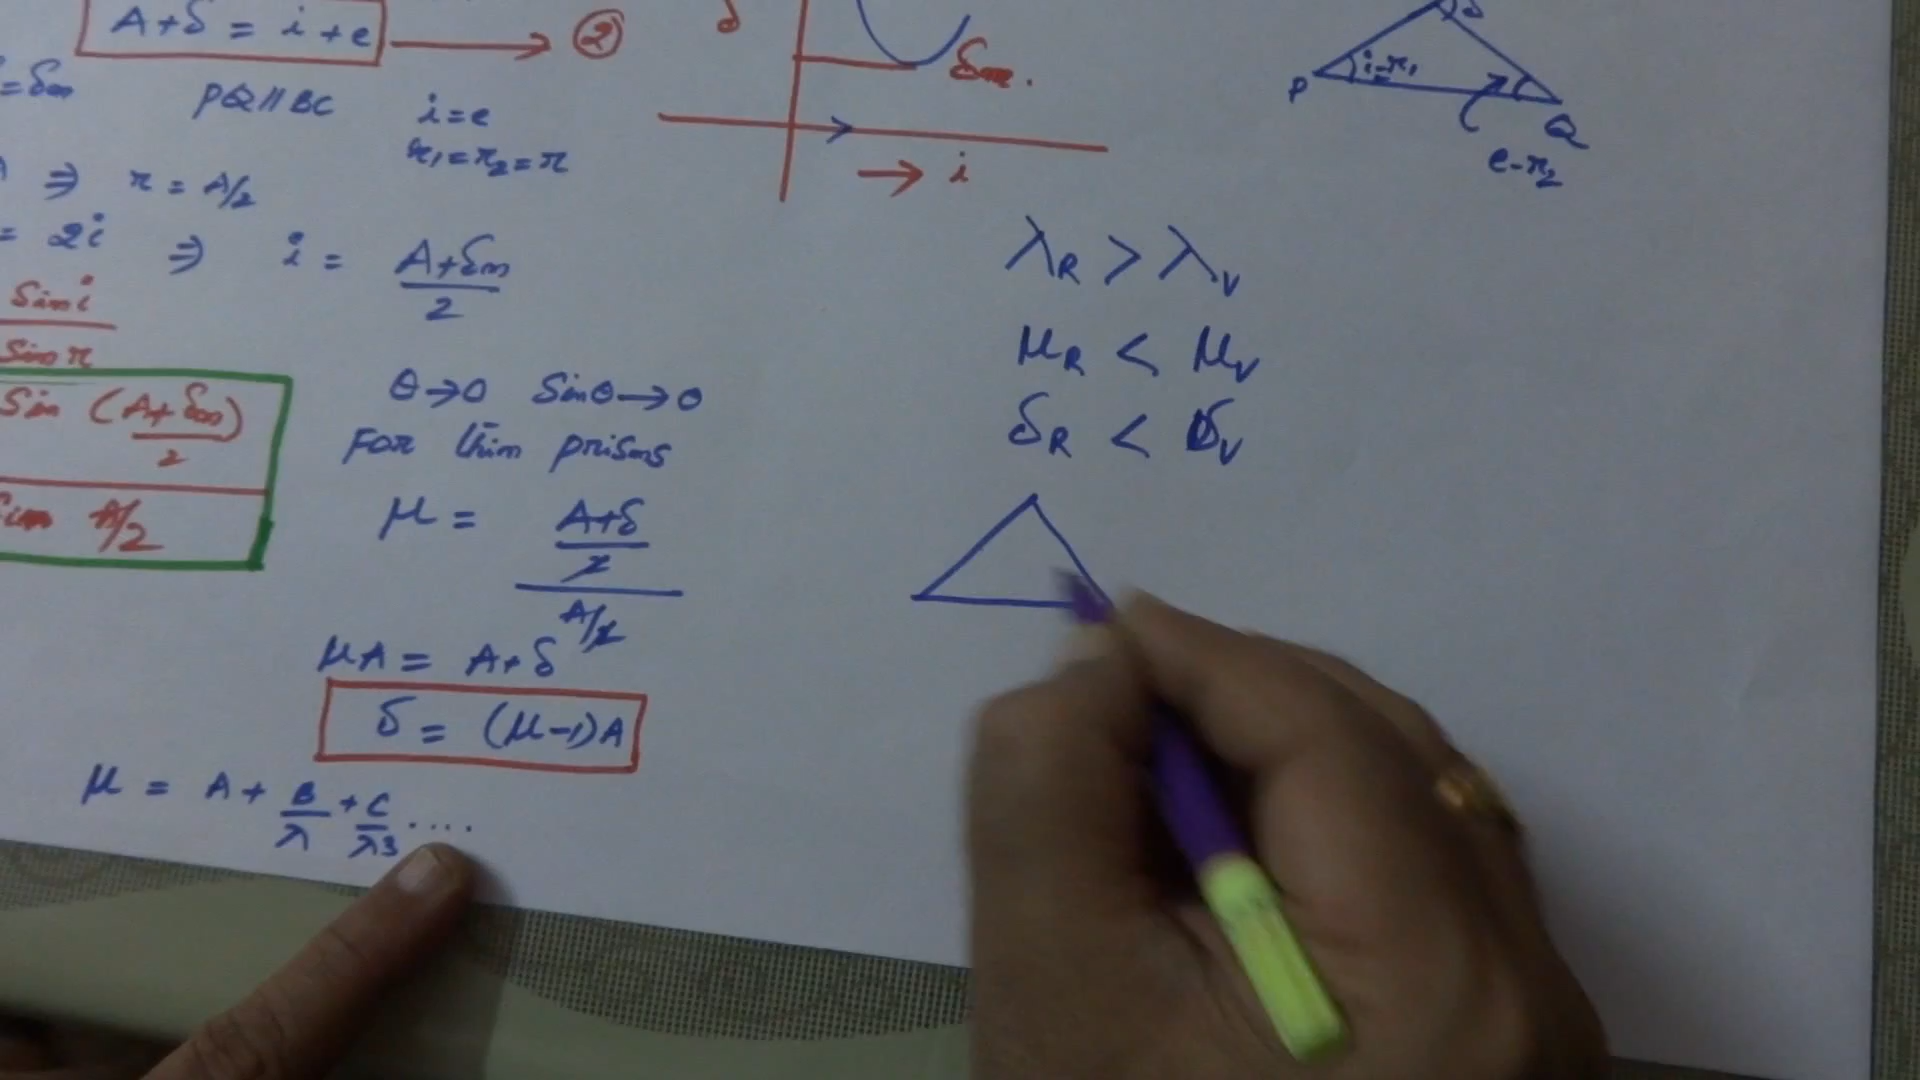 A+δ = i+e → ②
=δm PQ∥BC i=e
r₁=r₂=r
⇒ r = A/2
= 2i ⇒ i = (A+δm)/2
Sin i
Sin r
Sin (A+δm)/2
Sin A/2
θ→0 Sinθ→θ
For thin prisms
μ = ((A+δ)/2)/(A/2)
μA = A+δ
δ = (μ-1)A
μ = A + B/λ + C/λ3 ....
δ
δm.
→ i
P i-r₁ Q
e-r₂
λR > λV
μR < μV
δR < δV